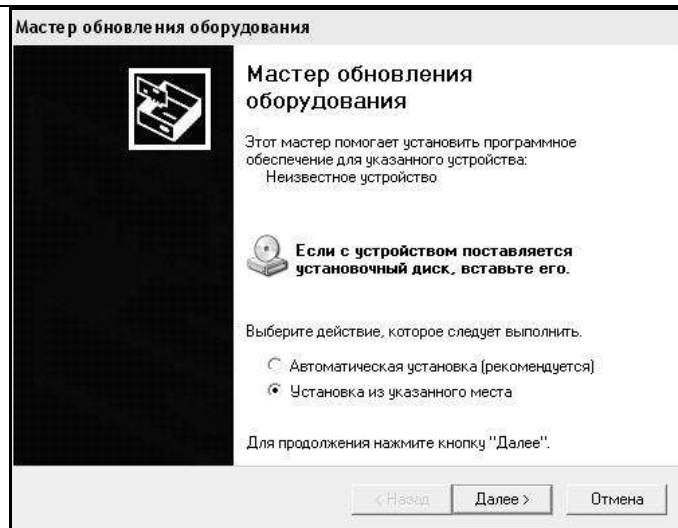 Мастер обновления оборудования
Мастер обновления
оборудования
Этот мастер помогает установить программное
обеспечение для указанного устройства:
Неизвестное устройство
Если с устройством поставляется
установочный диск, вставьте его.
Выберите действие, которое следует выполнить.
Автоматическая установка (рекомендуется)
Установка из указанного места
Для продолжения нажмите кнопку "Далее".
< Назад
Далее >
Отмена